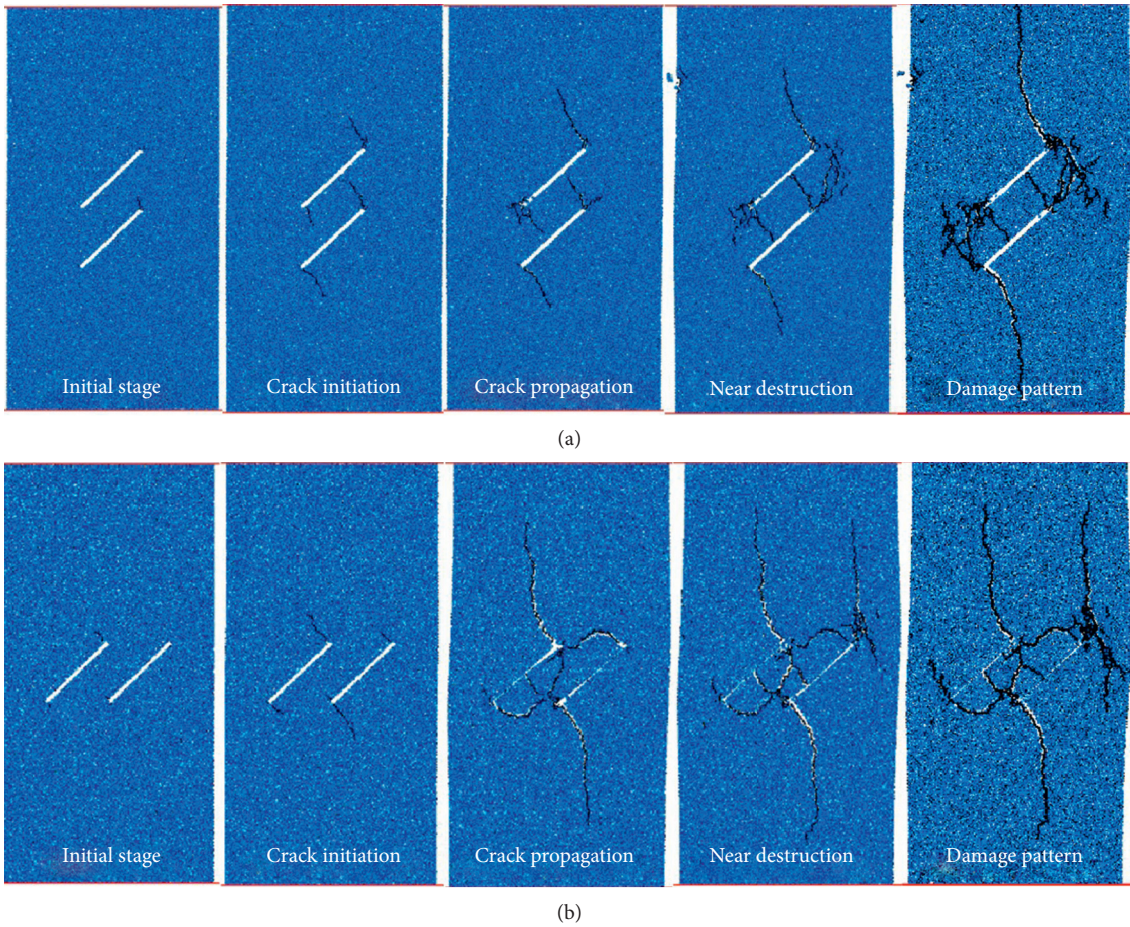 Initial stage Crack initiation Crack propagation Near destruction Damage pattern
(a)
Initial stage Crack initiation Crack propagation Near destruction Damage pattern
(b)